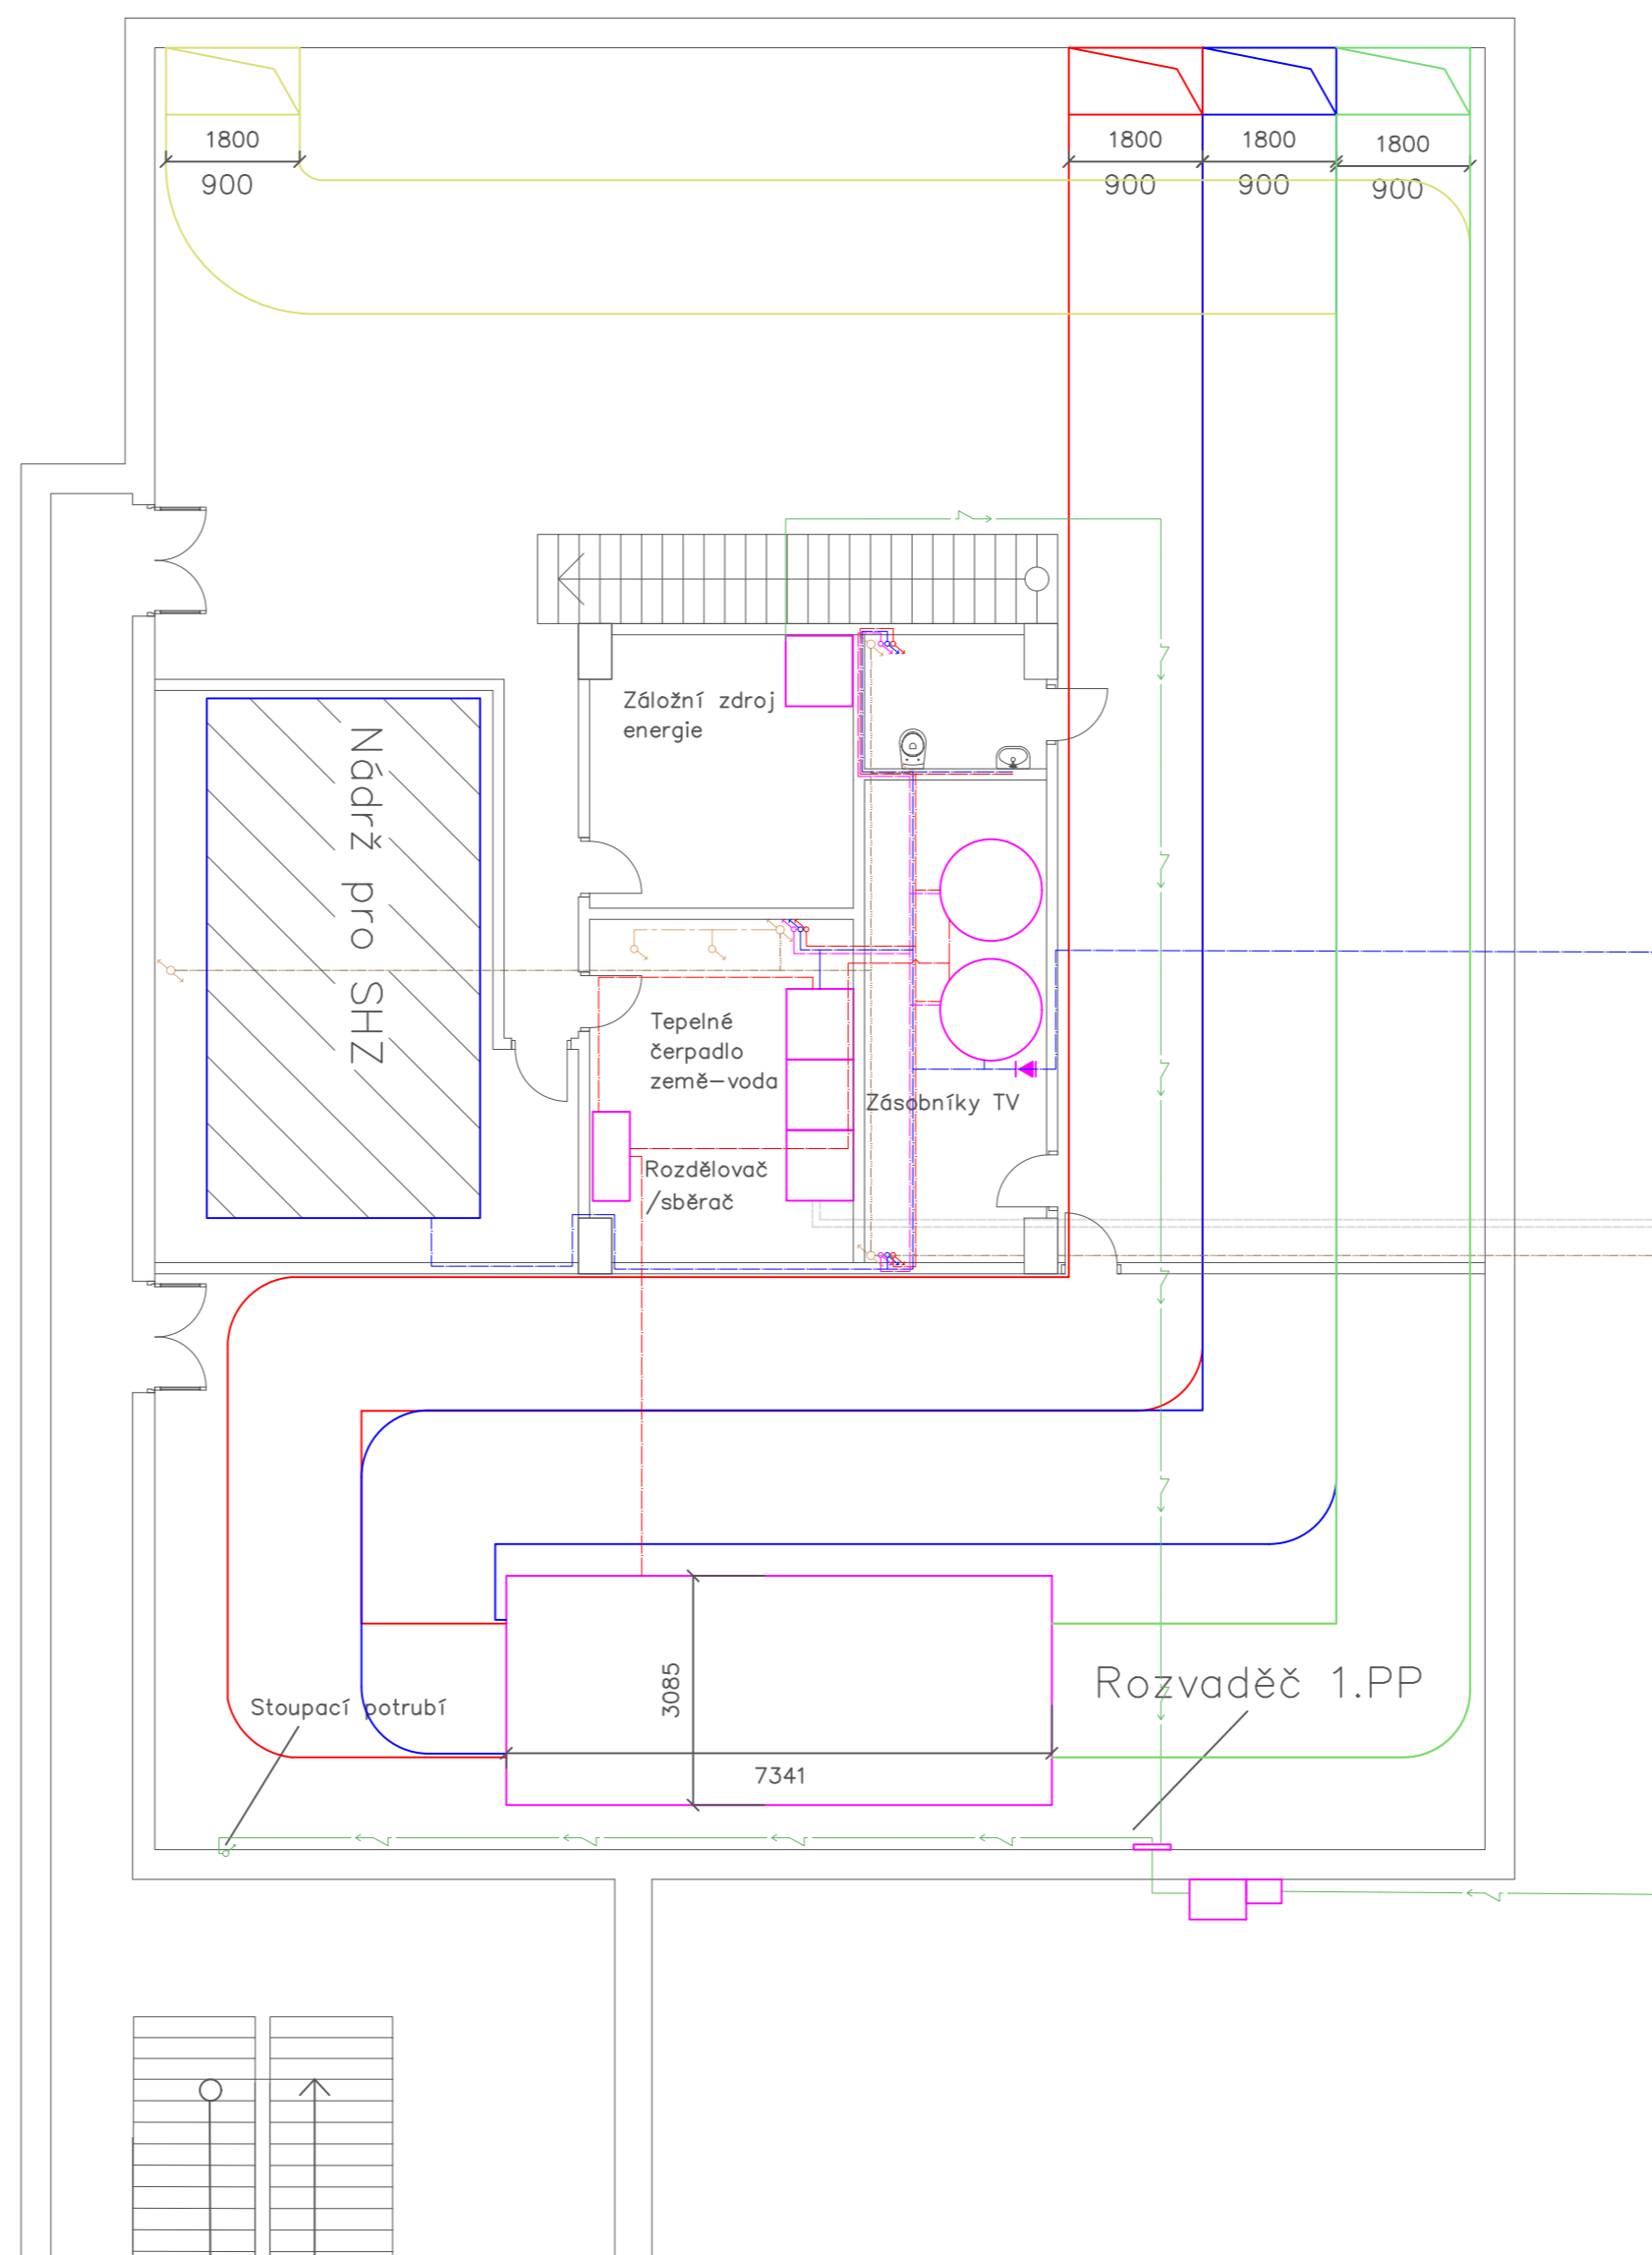 1800
900
1800
900
1800
900
1800
900
Záložní zdroj
energie
Nádrž pro SHZ
Tepelné
čerpadlo
země-voda
Zásobníky TV
Rozdělovač
/sběrač
Stoupací potrubí
3085
7341
Rozvaděč 1.PP